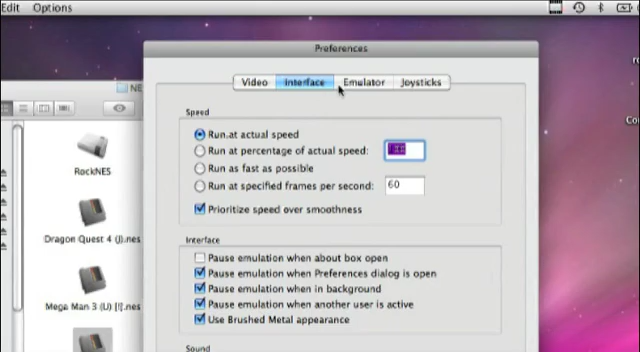 Edit Options
Preferences
NE
Video Interface Emulator Joysticks
Speed
Run at actual speed
Run at percentage of actual speed:
Run as fast as possible
Run at specified frames per second: 60
Prioritize speed over smoothness
RockNES
Dragon Quest 4 (J).nes
Mega Man 3 (U) [!].nes
Interface
Pause emulation when about box open
Pause emulation when Preferences dialog is open
Pause emulation when in background
Pause emulation when another user is active
Use Brushed Metal appearance
Sound